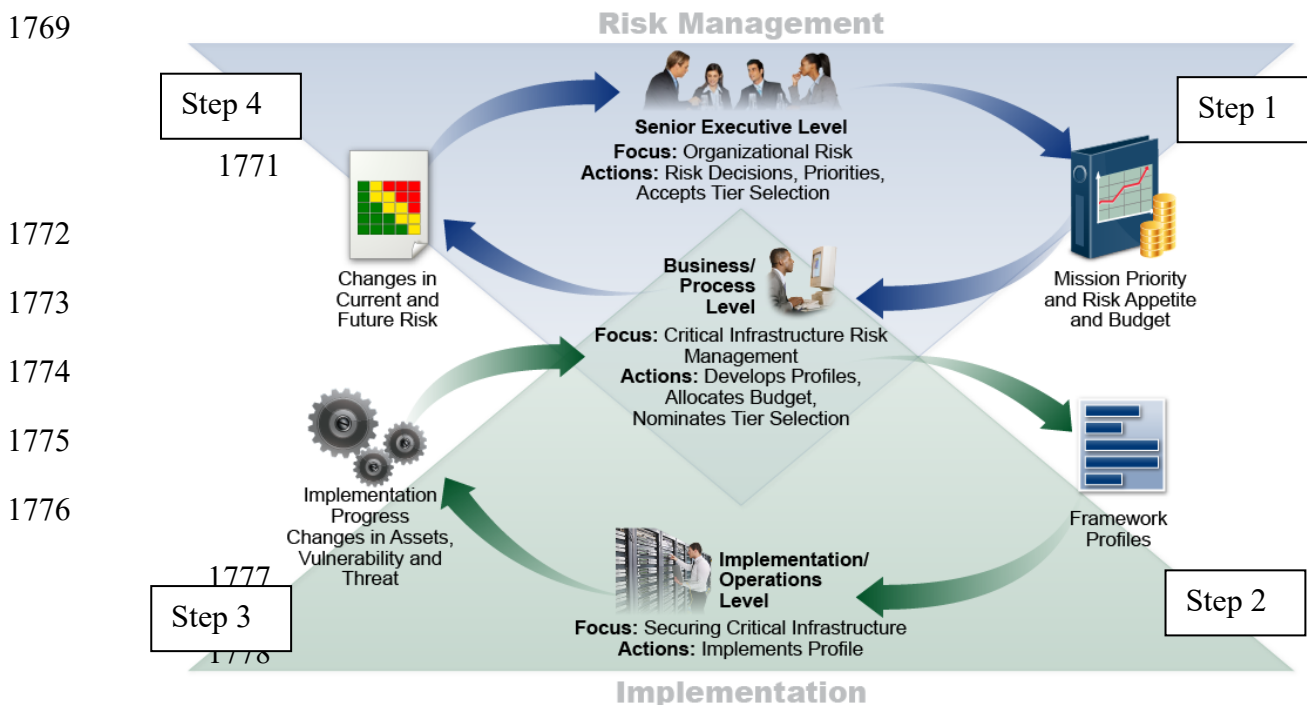 1769
Risk Management
Step 4
Step 1
1771
Senior Executive Level
Focus: Organizational Risk
Actions: Risk Decisions, Priorities,
Accepts Tier Selection
1772
Changes in
Current and
Future Risk
Business/
Process
Level
Mission Priority
and Risk Appetite
and Budget
1773
Focus: Critical Infrastructure Risk
Management
Actions: Develops Profiles,
Allocates Budget,
Nominates Tier Selection
1774
1775
1776
Implementation
Progress
Changes in Assets,
Vulnerability and
Threat
Framework
Profiles
Implementation/
Operations
Level
1777
Step 3
Step 2
Focus: Securing Critical Infrastructure
Actions: Implements Profile
1778
Implementation